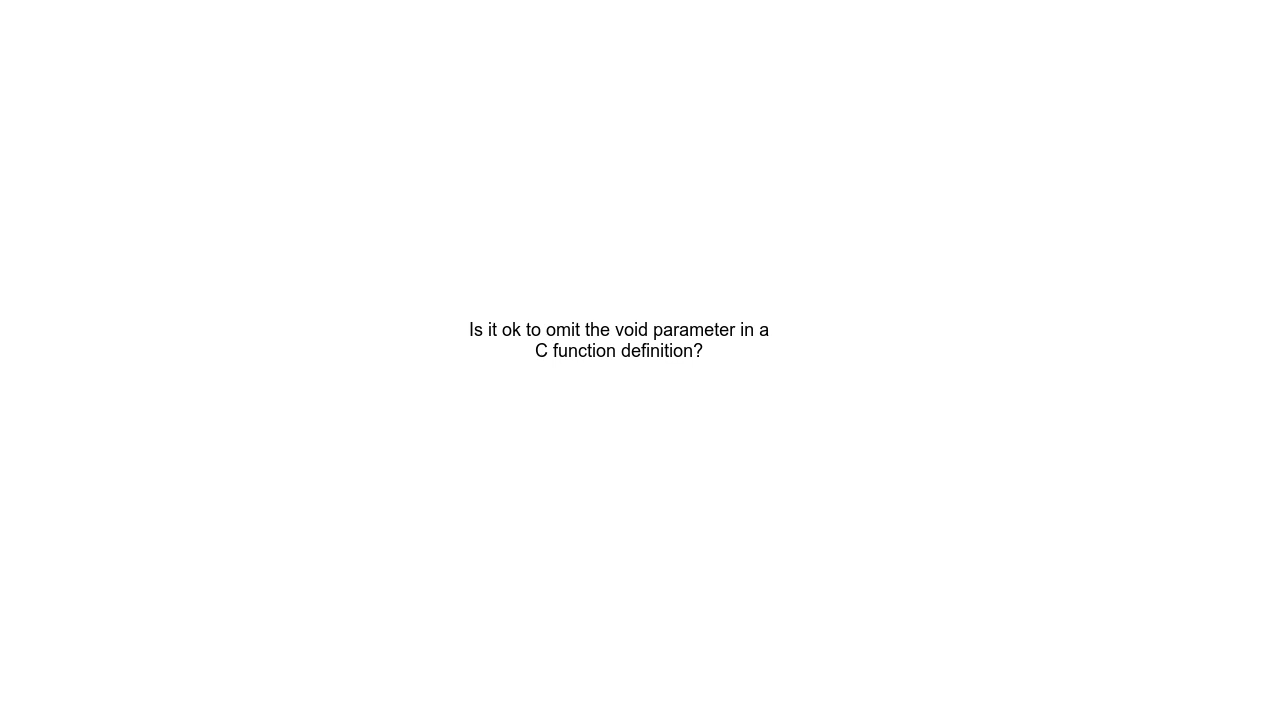 Is it ok to omit the void parameter in a
C function definition?